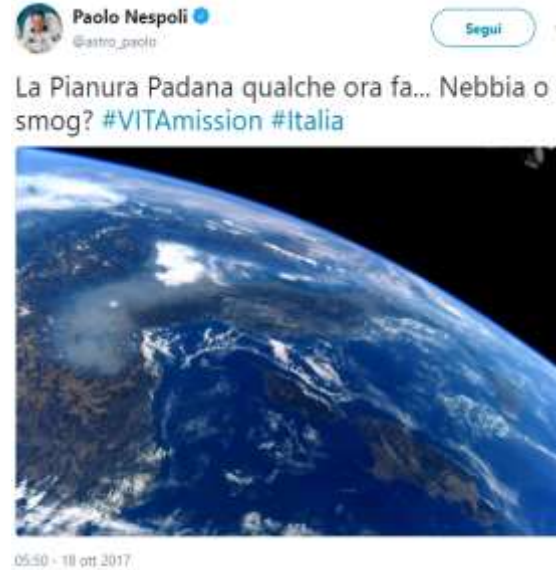 Paolo Nespoli
@astro_paolo
Segui
La Pianura Padana qualche ora fa... Nebbia o
smog? #VITAmission #Italia
05:50 - 18 ott 2017